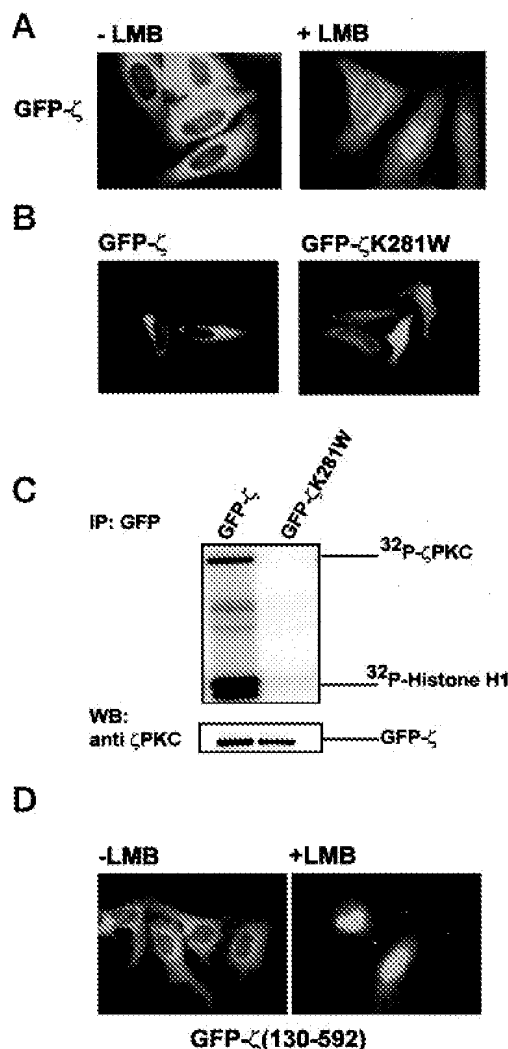 A
- LMB + LMB
GFP-ζ
B
GFP-ζ GFP-ζK281W
C
IP: GFP
GFP-ζ GFP-ζK281W
³²P-ζPKC
³²P-Histone H1
WB:
anti ζPKC
GFP-ζ
D
-LMB +LMB
GFP-ζ(130-592)